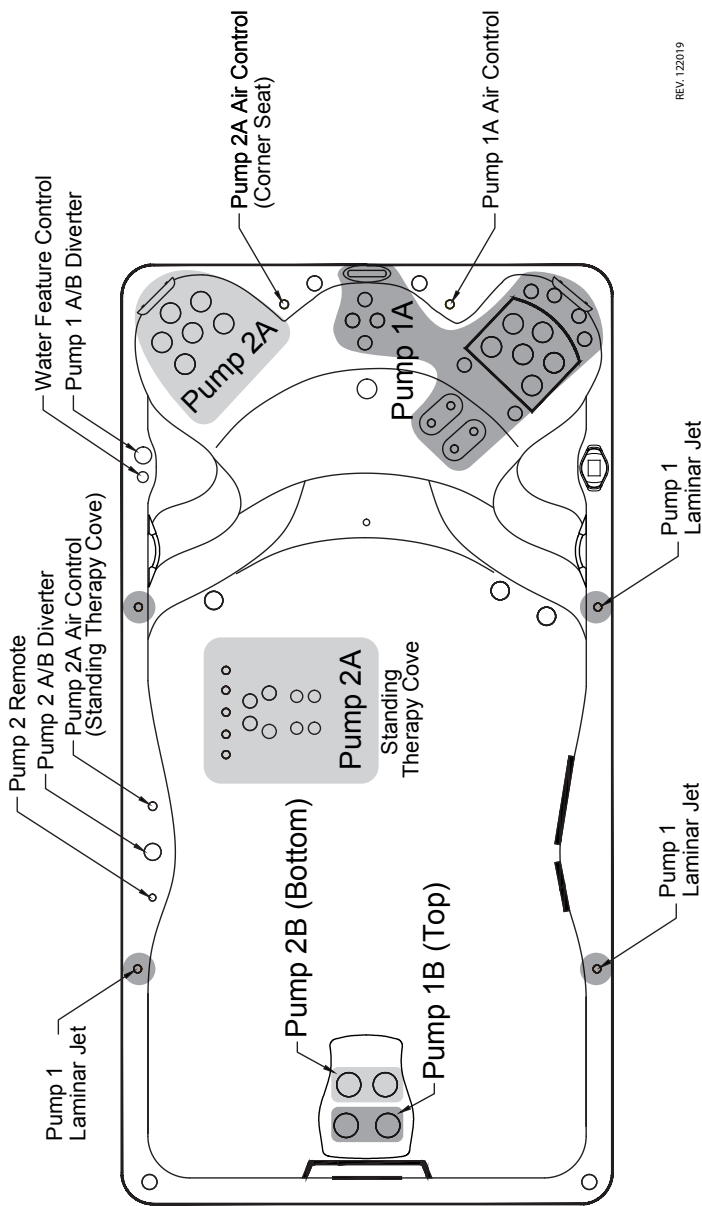 Water Feature Control
Pump 1 A/B Diverter
Pump 2 Remote
Pump 2 A/B Diverter
Pump 2A Air Control
(Standing Therapy Cove)
Pump 1
Laminar Jet
Pump 2A Air Control
(Corner Seat)
Pump 1A Air Control
Pump 2A
Pump 1A
Pump 2A
Standing
Therapy Cove
Pump 2B (Bottom)
Pump 1B (Top)
Pump 1
Laminar Jet
Pump 1
Laminar Jet
REV. 122019